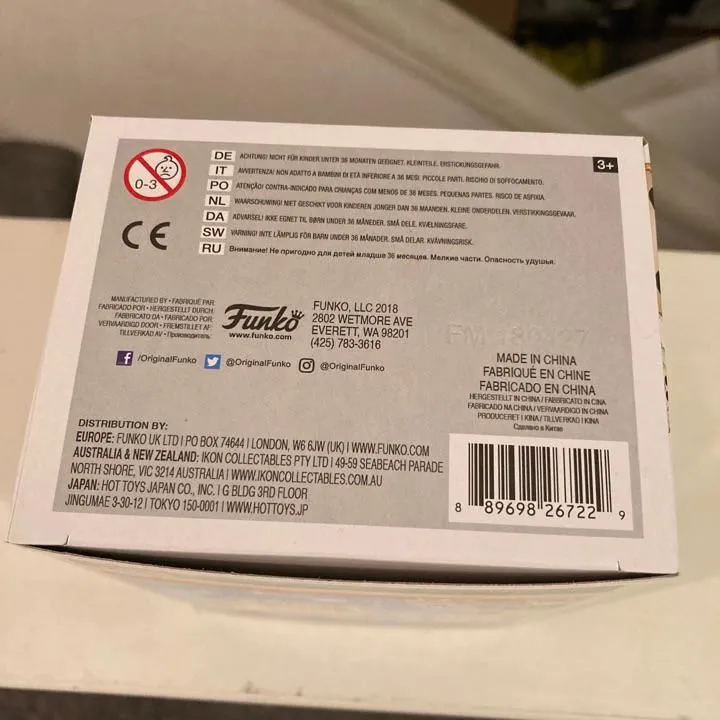 0-3
DE ACHTUNG! NICHT FÜR KINDER UNTER 36 MONATEN GEEIGNET. KLEINTEILE. ERSTICKUNGSGEFAHR.
IT AVVERTENZA! NON ADATTO A BAMBINI DI ETÀ INFERIORE A 36 MESI. PICCOLE PARTI. RISCHIO DI SOFFOCAMENTO.
PO ATENÇÃO! CONTRA-INDICADO PARA CRIANÇAS COM MENOS DE 36 MESES. PEQUENAS PARTES. RISCO DE ASFIXIA.
NL WAARSCHUWING! NIET GESCHIKT VOOR KINDEREN JONGER DAN 36 MAANDEN. KLEINE ONDERDELEN. VERSTIKKINGSGEVAAR.
DA ADVARSEL! IKKE EGNET TIL BØRN UNDER 36 MÅNEDER. SMÅ DELE. KVÆLNINGSFARE.
SW VARNING! INTE LÄMPLIG FÖR BARN UNDER 36 MÅNADER. SMÅ DELAR. KVÄVNINGSRISK.
RU Внимание! Не пригодно для детей младше 36 месяцев. Мелкие части. Опасность удушья.
3+
CE
MANUFACTURED BY • FABRIQUÉ PAR
FABRICADO POR • HERGESTELLT DURCH
FABBRICATO DA • FABRICADO POR
VERVAARDIGD DOOR • FREMSTILLET AF
TILLVERKAD AV • Производитель:
Funko
www.funko.com
FUNKO, LLC 2018
2802 WETMORE AVE
EVERETT, WA 98201
(425) 783-3616
/OriginalFunko @OriginalFunko @OriginalFunko
MADE IN CHINA
FABRIQUÉ EN CHINE
FABRICADO EN CHINA
HERGESTELLT IN CHINA / FABBRICATO IN CINA
FABRICADO NA CHINA / VERVAARDIGD IN CHINA
PRODUCERET I KINA / TILLVERKAD I KINA
Сделано в Китае
DISTRIBUTION BY:
EUROPE: FUNKO UK LTD | PO BOX 74644 | LONDON, W6 6JW (UK) | WWW.FUNKO.COM
AUSTRALIA & NEW ZEALAND: IKON COLLECTABLES PTY LTD | 49-59 SEABEACH PARADE
NORTH SHORE, VIC 3214 AUSTRALIA | WWW.IKONCOLLECTABLES.COM.AU
JAPAN: HOT TOYS JAPAN CO., INC. | G BLDG 3RD FLOOR
JINGUMAE 3-30-12 | TOKYO 150-0001 | WWW.HOTTOYS.JP
8 89698 26722 9